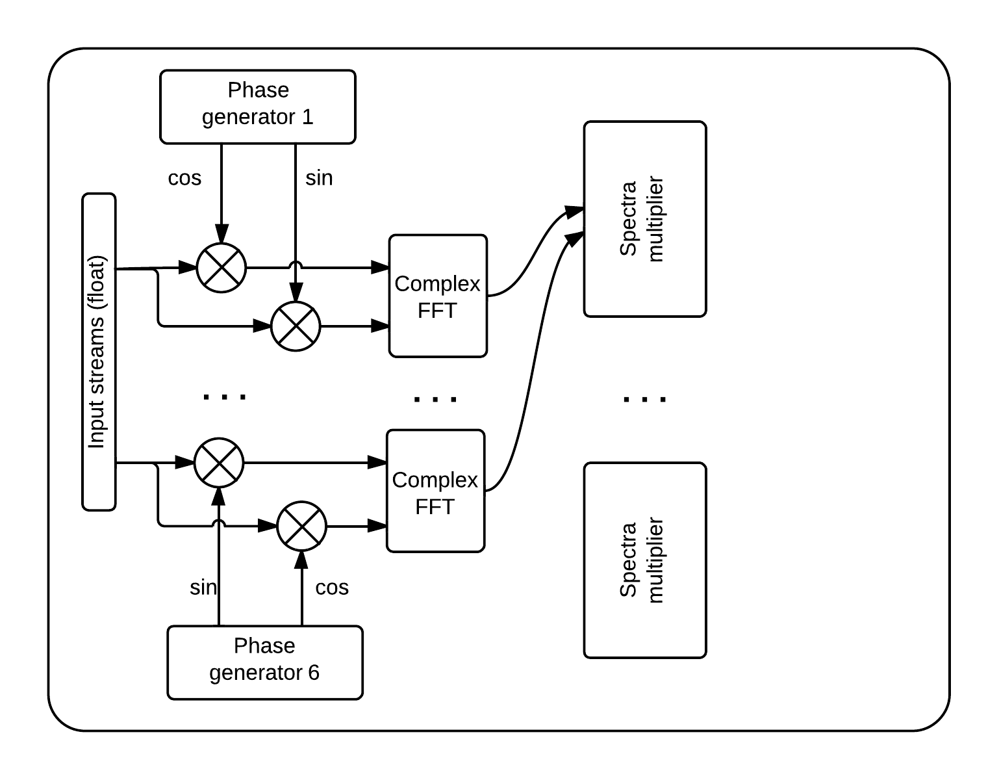 Phase
generator 1
cos
sin
Input streams (float)
Complex
FFT
Spectra
multiplier
. . .
. . .
. . .
Complex
FFT
Spectra
multiplier
sin
cos
Phase
generator 6